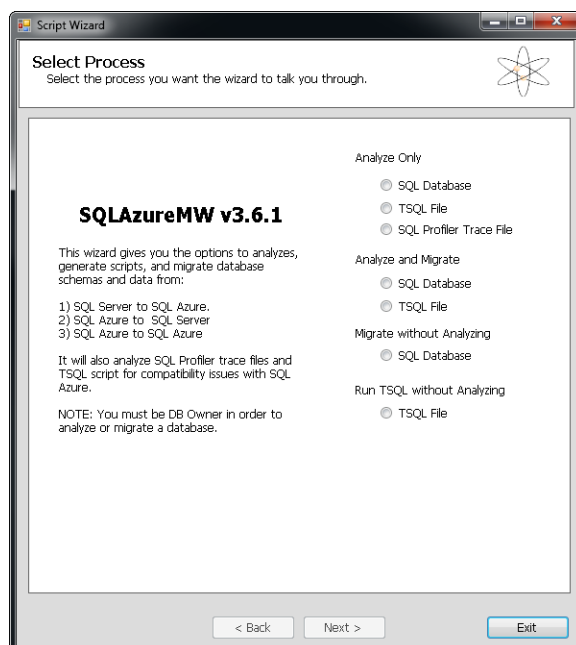 Script Wizard
Select Process
Select the process you want the wizard to talk you through.
SQLAzureMW v3.6.1
This wizard gives you the options to analyzes,
generate scripts, and migrate database
schemas and data from:
1) SQL Server to SQL Azure.
2) SQL Azure to  SQL Server
3) SQL Azure to SQL Azure
It will also analyze SQL Profiler trace files and
TSQL script for compatibility issues with SQL
Azure.
NOTE: You must be DB Owner in order to
analyze or migrate a database.
Analyze Only
SQL Database
TSQL File
SQL Profiler Trace File
Analyze and Migrate
SQL Database
TSQL File
Migrate without Analyzing
SQL Database
Run TSQL without Analyzing
TSQL File
< Back
Next >
Exit